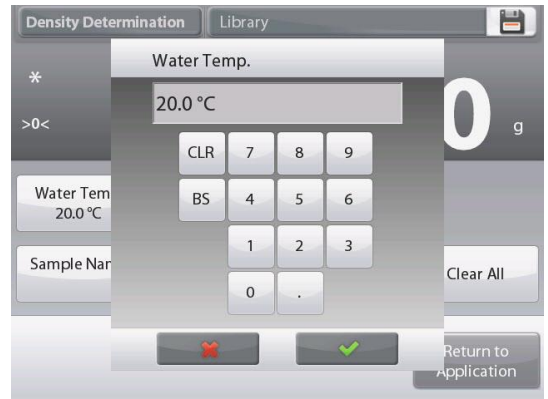 Density Determination
Library
Water Temp.
*
>0<
20.0 °C
0
g
CLR 7 8 9
BS 4 5 6
1 2 3
0 .
Water Tem
20.0 °C
Sample Nar
Clear All
Return to
Application